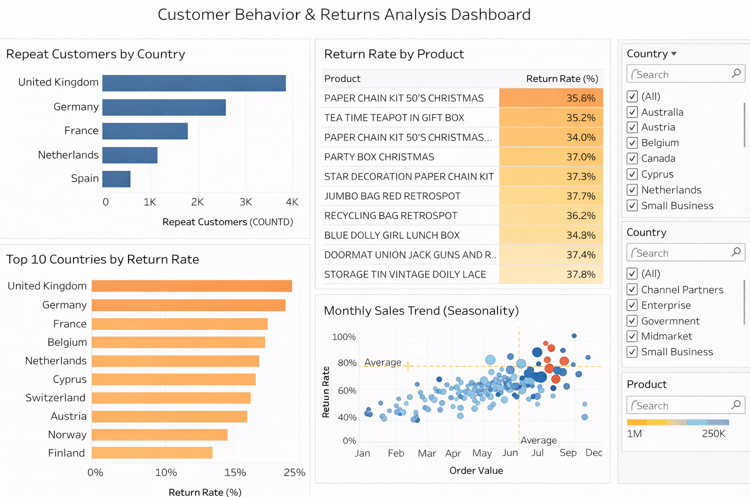 Customer Behavior & Returns Analysis Dashboard
Repeat Customers by Country
United Kingdom
Germany
France
Netherlands
Spain
0 1K 2K 3K 4K
Repeat Customers (COUNTD)
Top 10 Countries by Return Rate
United Kingdom
Germany
France
Belgium
Netherlands
Cyprus
Switzerland
Austria
Norway
Finland
0% 10% 15% 25%
Return Rate (%)
Return Rate by Product
Product Return Rate (%)
PAPER CHAIN KIT 50'S CHRISTMAS 35.8%
TEA TIME TEAPOT IN GIFT BOX 35.2%
PAPER CHAIN KIT 50'S CHRISTMAS... 34.0%
PARTY BOX CHRISTMAS 37.0%
STAR DECORATION PAPER CHAIN KIT 37.3%
JUMBO BAG RED RETROSPOT 37.7%
RECYCLING BAG RETROSPOT 36.2%
BLUE DOLLY GIRL LUNCH BOX 34.3%
DOORMAT UNION JACK GUNS AND R.. 37.4%
STORAGE TIN VINTAGE DOILY LACE 37.8%
Monthly Sales Trend (Seasonality)
Return Rate
100%
80%
60%
40%
0%
Average
Average
Jan Feb Mar Apr May Jun Jul Sep Dec
Order Value
Country
Search
(All)
Australla
Austria
Belgium
Canada
Cyprus
Netherlands
Small Business
Country
Search
(All)
Channel Partners
Enterprise
Govermnent
Midmarket
Small Business
Product
Search
1M 250K